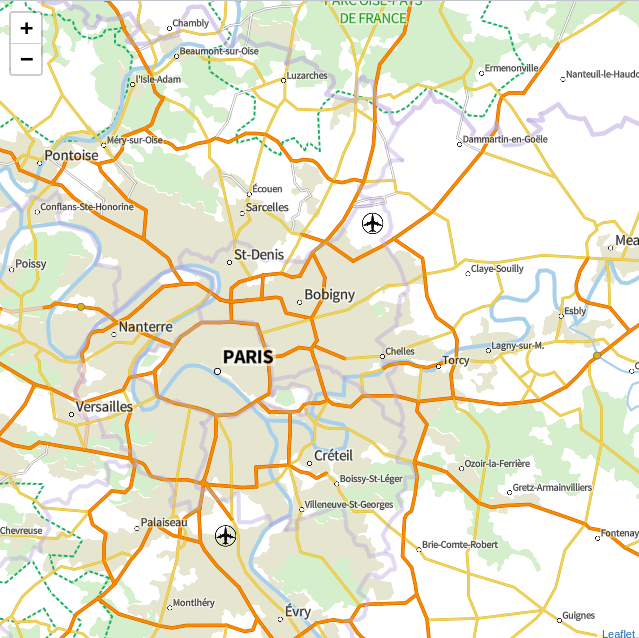 PARC OISE-PAYS
DE FRANCE
Chambly
+
−
Beaumont-sur-Oise
Ermenonville
Nanteuil-le-Haudo
l'Isle-Adam
Luzarches
Méry-sur-Oise
Dammartin-en-Goële
Pontoise
Écouen
Conflans-Ste-Honorine
Sarcelles
Mea
St-Denis
Poissy
Claye-Souilly
Bobigny
Esbly
Nanterre
Lagny-sur-M.
Chelles
PARIS
Torcy
C
Versailles
Créteil
Ozoir-la-Ferrière
Boissy-St-Léger
Gretz-Armainvilliers
Villeneuve-St-Georges
Palaiseau
Chevreuse
Fontenay
Brie-Comte-Robert
Montlhéry
Évry
Guignes
Leaflet